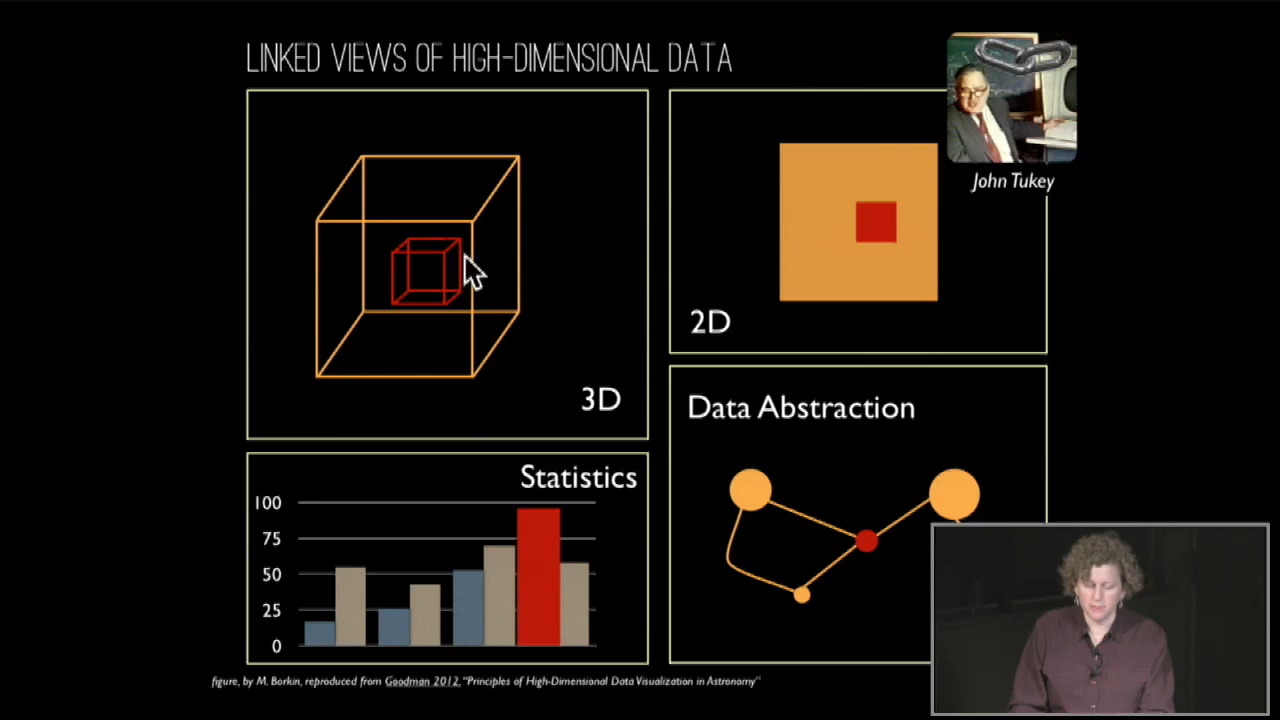 LINKED VIEWS OF HIGH-DIMENSIONAL DATA
John Tukey
3D
2D
Statistics
100
75
50
25
0
Data Abstraction
figure, by M. Borkin, reproduced from Goodman 2012, "Principles of High-Dimensional Data Visualization in Astronomy"